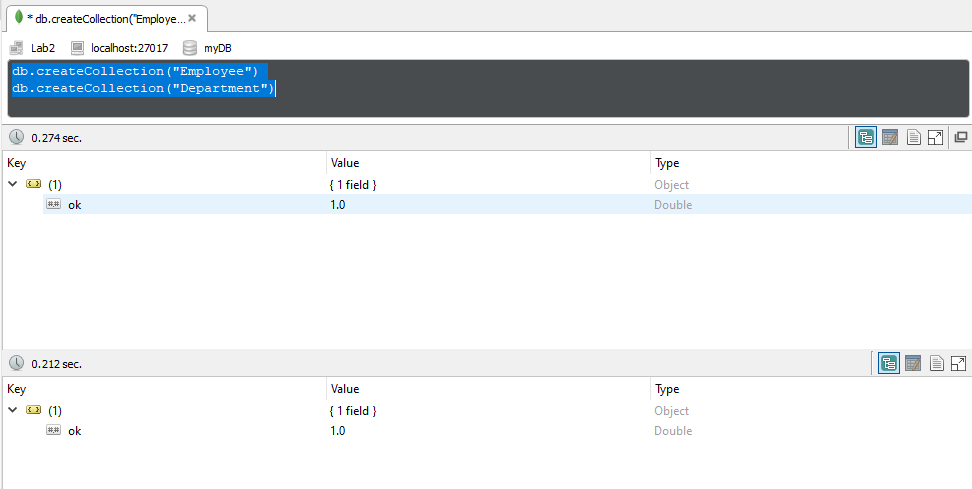 * db.createCollection("Employe...
Lab2 localhost:27017 myDB
db.createCollection("Employee")
db.createCollection("Department")
0.274 sec.
Key Value Type
(1) { 1 field } Object
ok 1.0 Double
0.212 sec.
Key Value Type
(1) { 1 field } Object
ok 1.0 Double